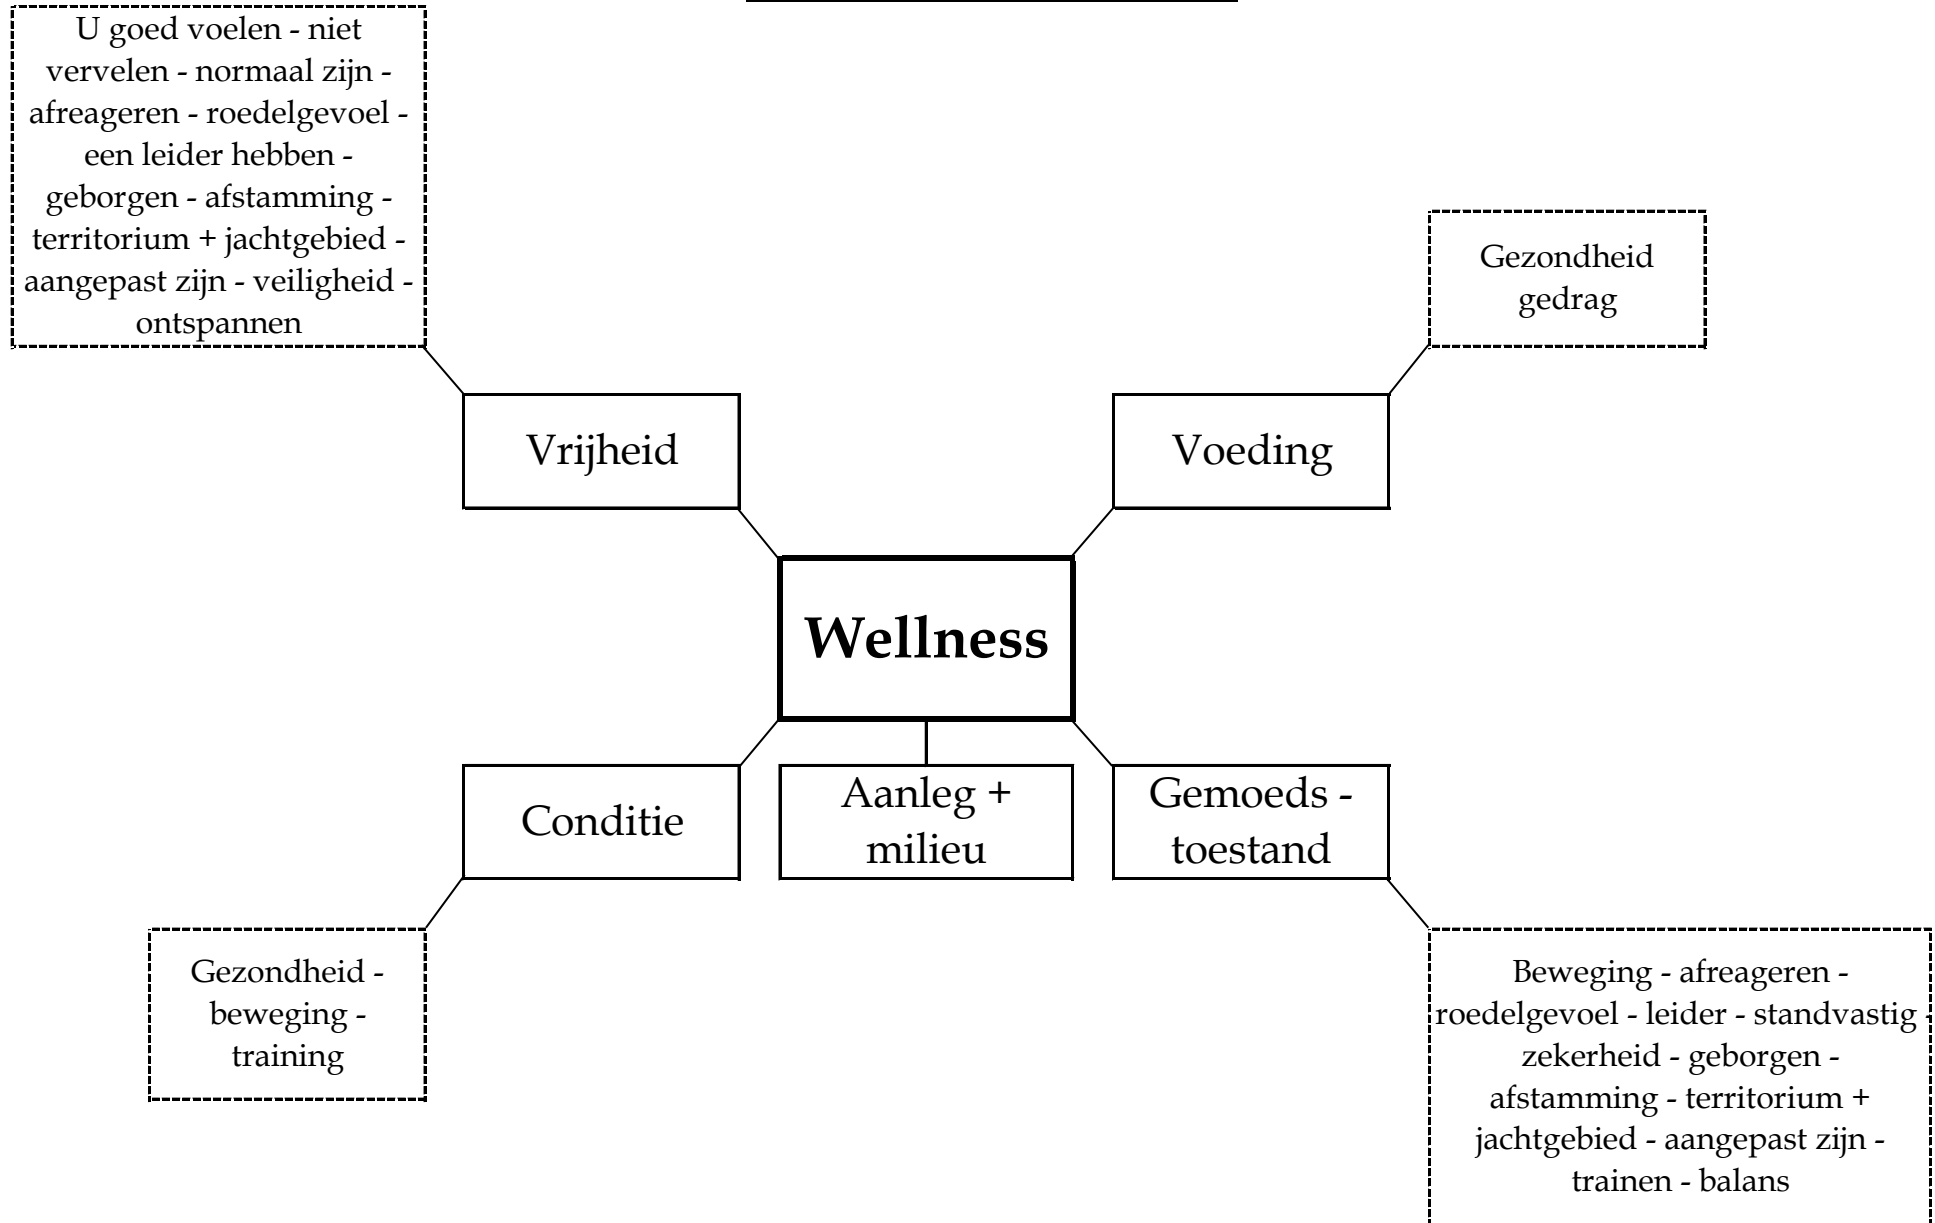 U goed voelen - niet
vervelen - normaal zijn -
afreageren - roedelgevoel -
een leider hebben -
geborgen - afstamming -
territorium + jachtgebied -
aangepast zijn - veiligheid -
ontspannen
Gezondheid
gedrag
Vrijheid
Voeding
Wellness
Conditie
Aanleg +
milieu
Gemoeds -
toestand
Gezondheid -
beweging -
training
Beweging - afreageren -
roedelgevoel - leider - standvastig -
zekerheid - geborgen -
afstamming - territorium +
jachtgebied - aangepast zijn -
trainen - balans